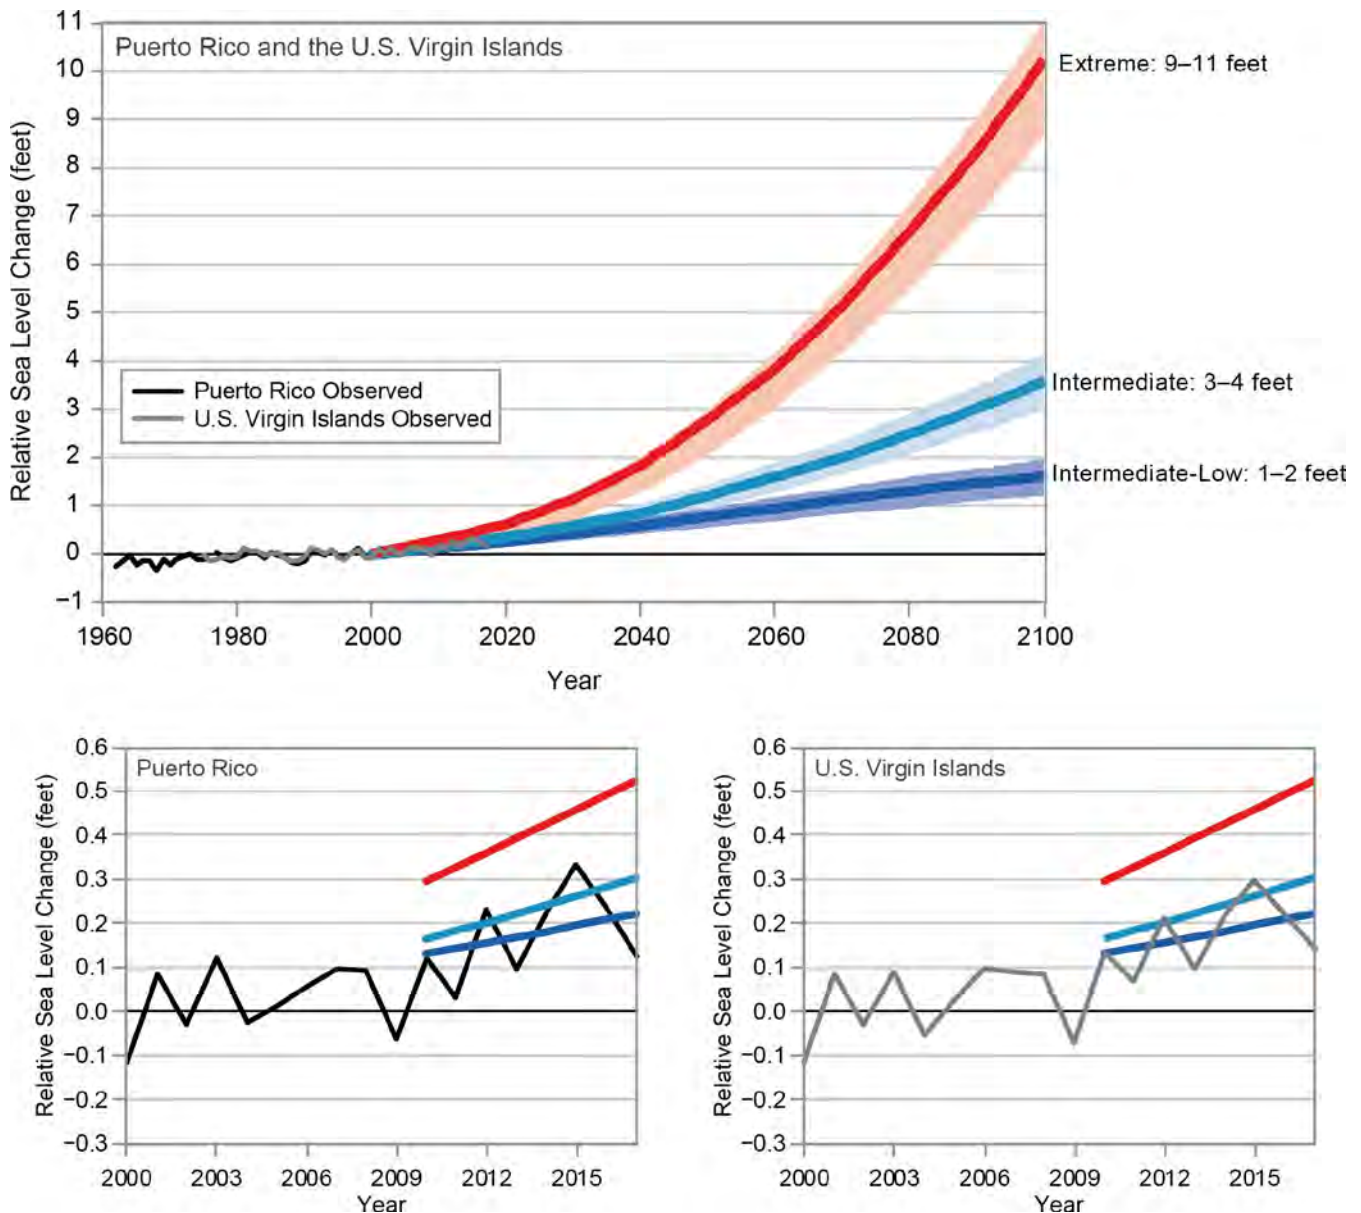 Puerto Rico and the U.S. Virgin Islands
Relative Sea Level Change (feet)
11
10
9
8
7
6
5
4
3
2
1
0
−1
Extreme: 9–11 feet
Intermediate: 3–4 feet
Intermediate-Low: 1–2 feet
Puerto Rico Observed
U.S. Virgin Islands Observed
1960 1980 2000 2020 2040 2060 2080 2100
Year
Puerto Rico
Relative Sea Level Change (feet)
0.6
0.5
0.4
0.3
0.2
0.1
0.0
−0.1
−0.2
−0.3
2000 2003 2006 2009 2012 2015
Year
U.S. Virgin Islands
Relative Sea Level Change (feet)
0.6
0.5
0.4
0.3
0.2
0.1
0.0
−0.1
−0.2
−0.3
2000 2003 2006 2009 2012 2015
Year